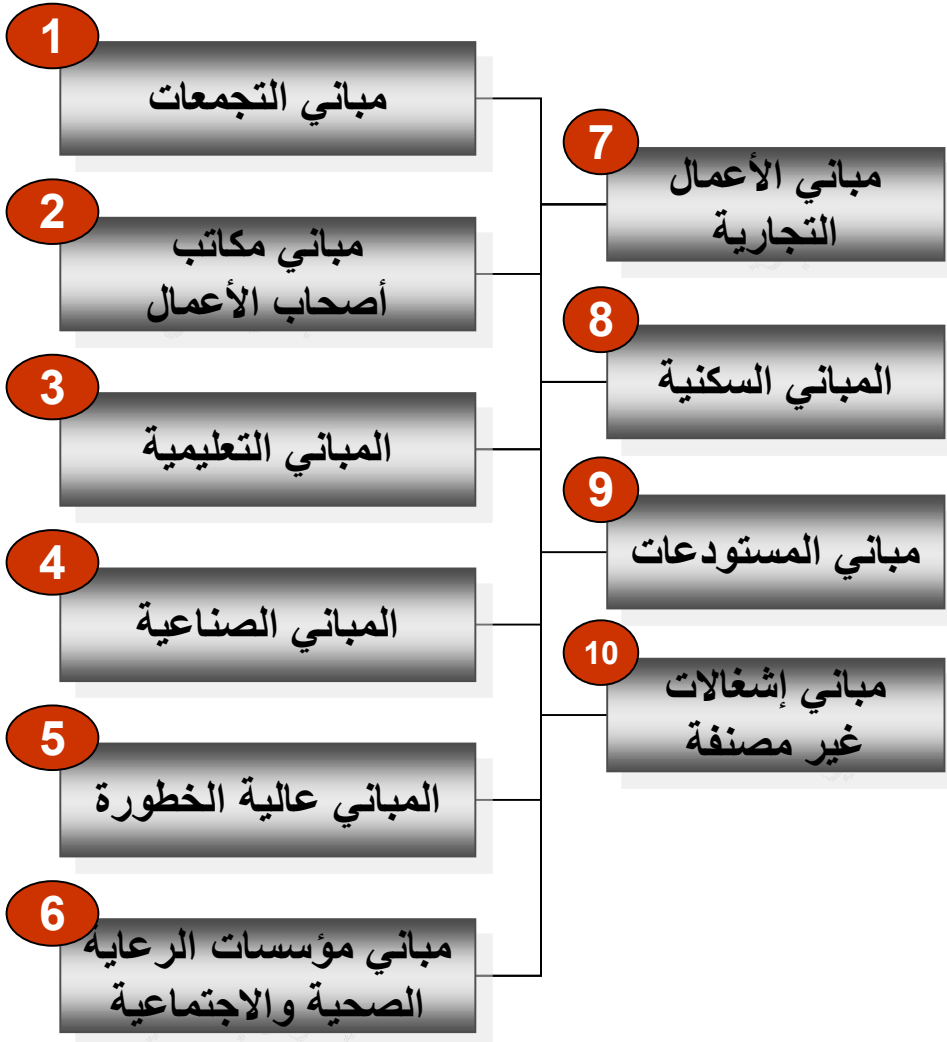 1
مباني التجمعات
2
مباني مكاتب
أصحاب الأعمال
3
المباني التعليمية
4
المباني الصناعية
5
المباني عالية الخطورة
6
مباني مؤسسات الرعاية
الصحية والاجتماعية
7
مباني الأعمال
التجارية
8
المباني السكنية
9
مباني المستودعات
10
مباني إشغالات
غير مصنفة